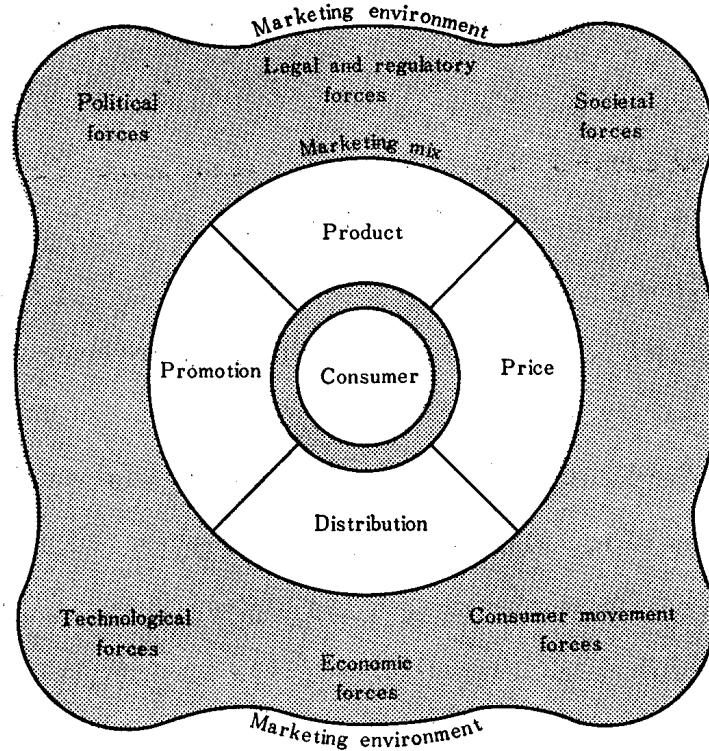 Marketing environment
Legal and regulatory
forces
Political
forces
Societal
forces
Marketing mix
Product
Promotion
Consumer
Price
Distribution
Technological
forces
Consumer movement
forces
Economic
forces
Marketing environment